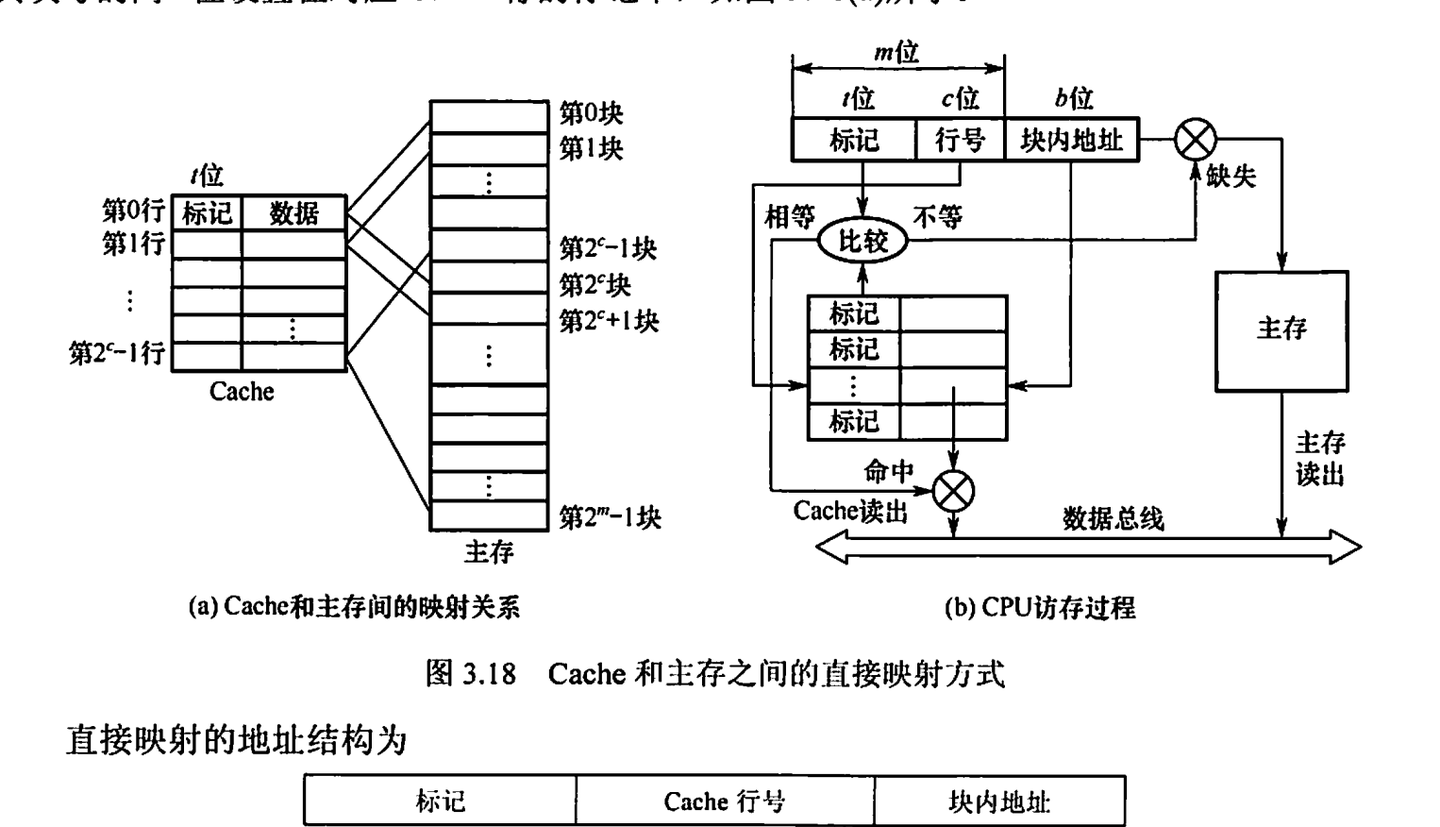 m位
t位 c位 b位
标记 行号 块内地址
缺失
相等 不等
比较
标记
标记
⋮
标记
命中
Cache读出
主存
主存
读出
数据总线
t位
标记 数据
第0行
第1行
⋮
⋮
第2ᶜ-1行
Cache
第0块
第1块
⋮
第2ᶜ-1块
第2ᶜ块
第2ᶜ+1块
⋮
⋮
第2ᵐ-1块
主存
(a) Cache和主存间的映射关系
(b) CPU访存过程
图 3.18 Cache 和主存之间的直接映射方式
直接映射的地址结构为
标记 Cache 行号 块内地址